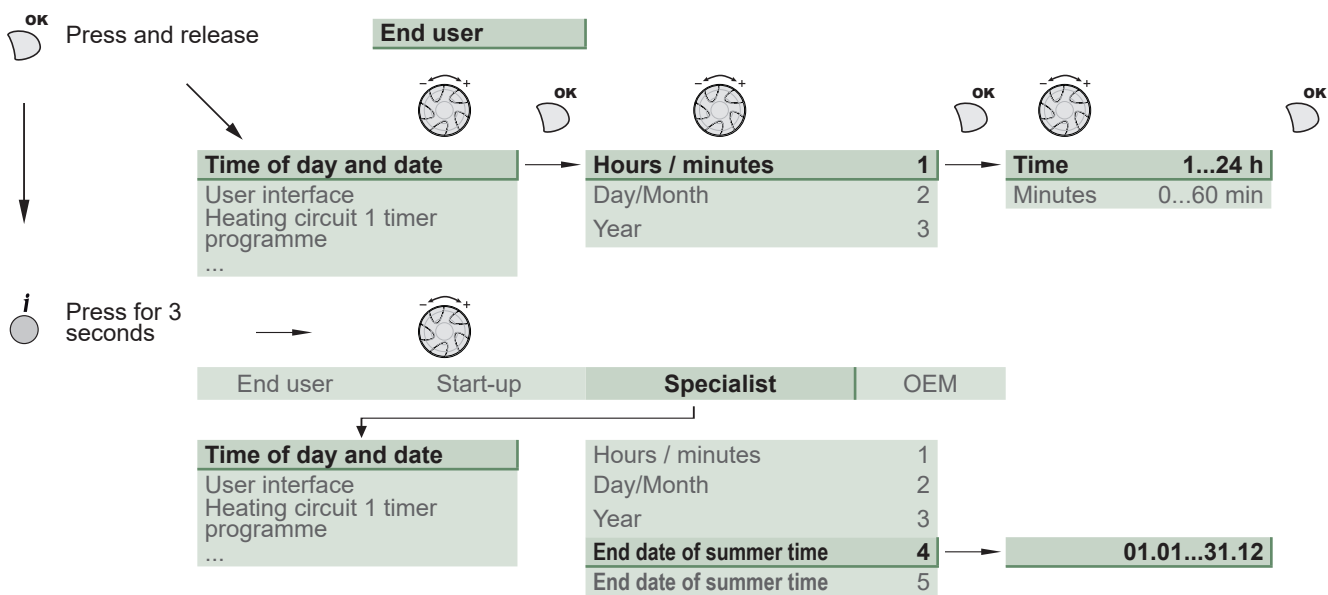 OK
Press and release
End user
– +
OK
– +
OK
– +
OK
Time of day and date
User interface
Heating circuit 1 timer
programme
...
Hours / minutes 1
Day/Month 2
Year 3
Time 1...24 h
Minutes 0...60 min
i
Press for 3
seconds
– +
End user Start-up Specialist OEM
Time of day and date
User interface
Heating circuit 1 timer
programme
...
Hours / minutes 1
Day/Month 2
Year 3
End date of summer time 4
01.01...31.12
End date of summer time 5